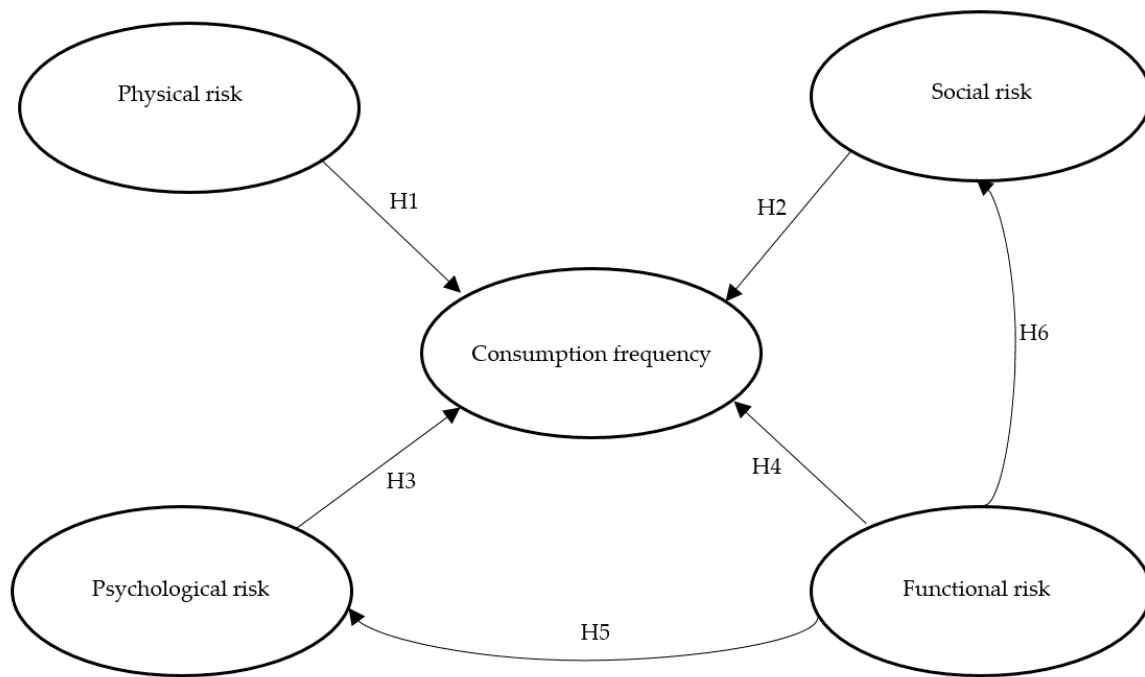 Physical risk
Social risk
H1
H2
H6
Consumption frequency
H3
H4
Psychological risk
Functional risk
H5